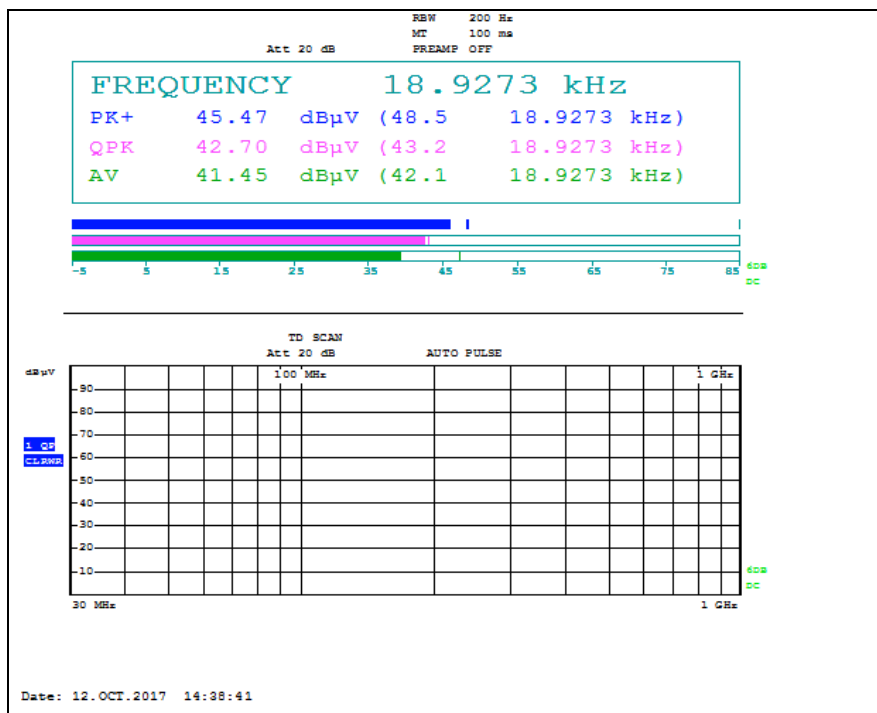 RBW 200 Hz
MT 100 ms
Att 20 dB PREAMP OFF
FREQUENCY 18.9273 kHz
PK+ 45.47 dBµV (48.5 18.9273 kHz)
QPK 42.70 dBµV (43.2 18.9273 kHz)
AV 41.45 dBµV (42.1 18.9273 kHz)
-5 5 15 25 35 45 55 65 75 85
6DB
DC
TD SCAN
Att 20 dB AUTO PULSE
dBµV
100 MHz 1 GHz
90
80
70
1 QP
CLRWR
60
50
40
30
20
10
6DB
DC
30 MHz 1 GHz
Date: 12.OCT.2017 14:38:41